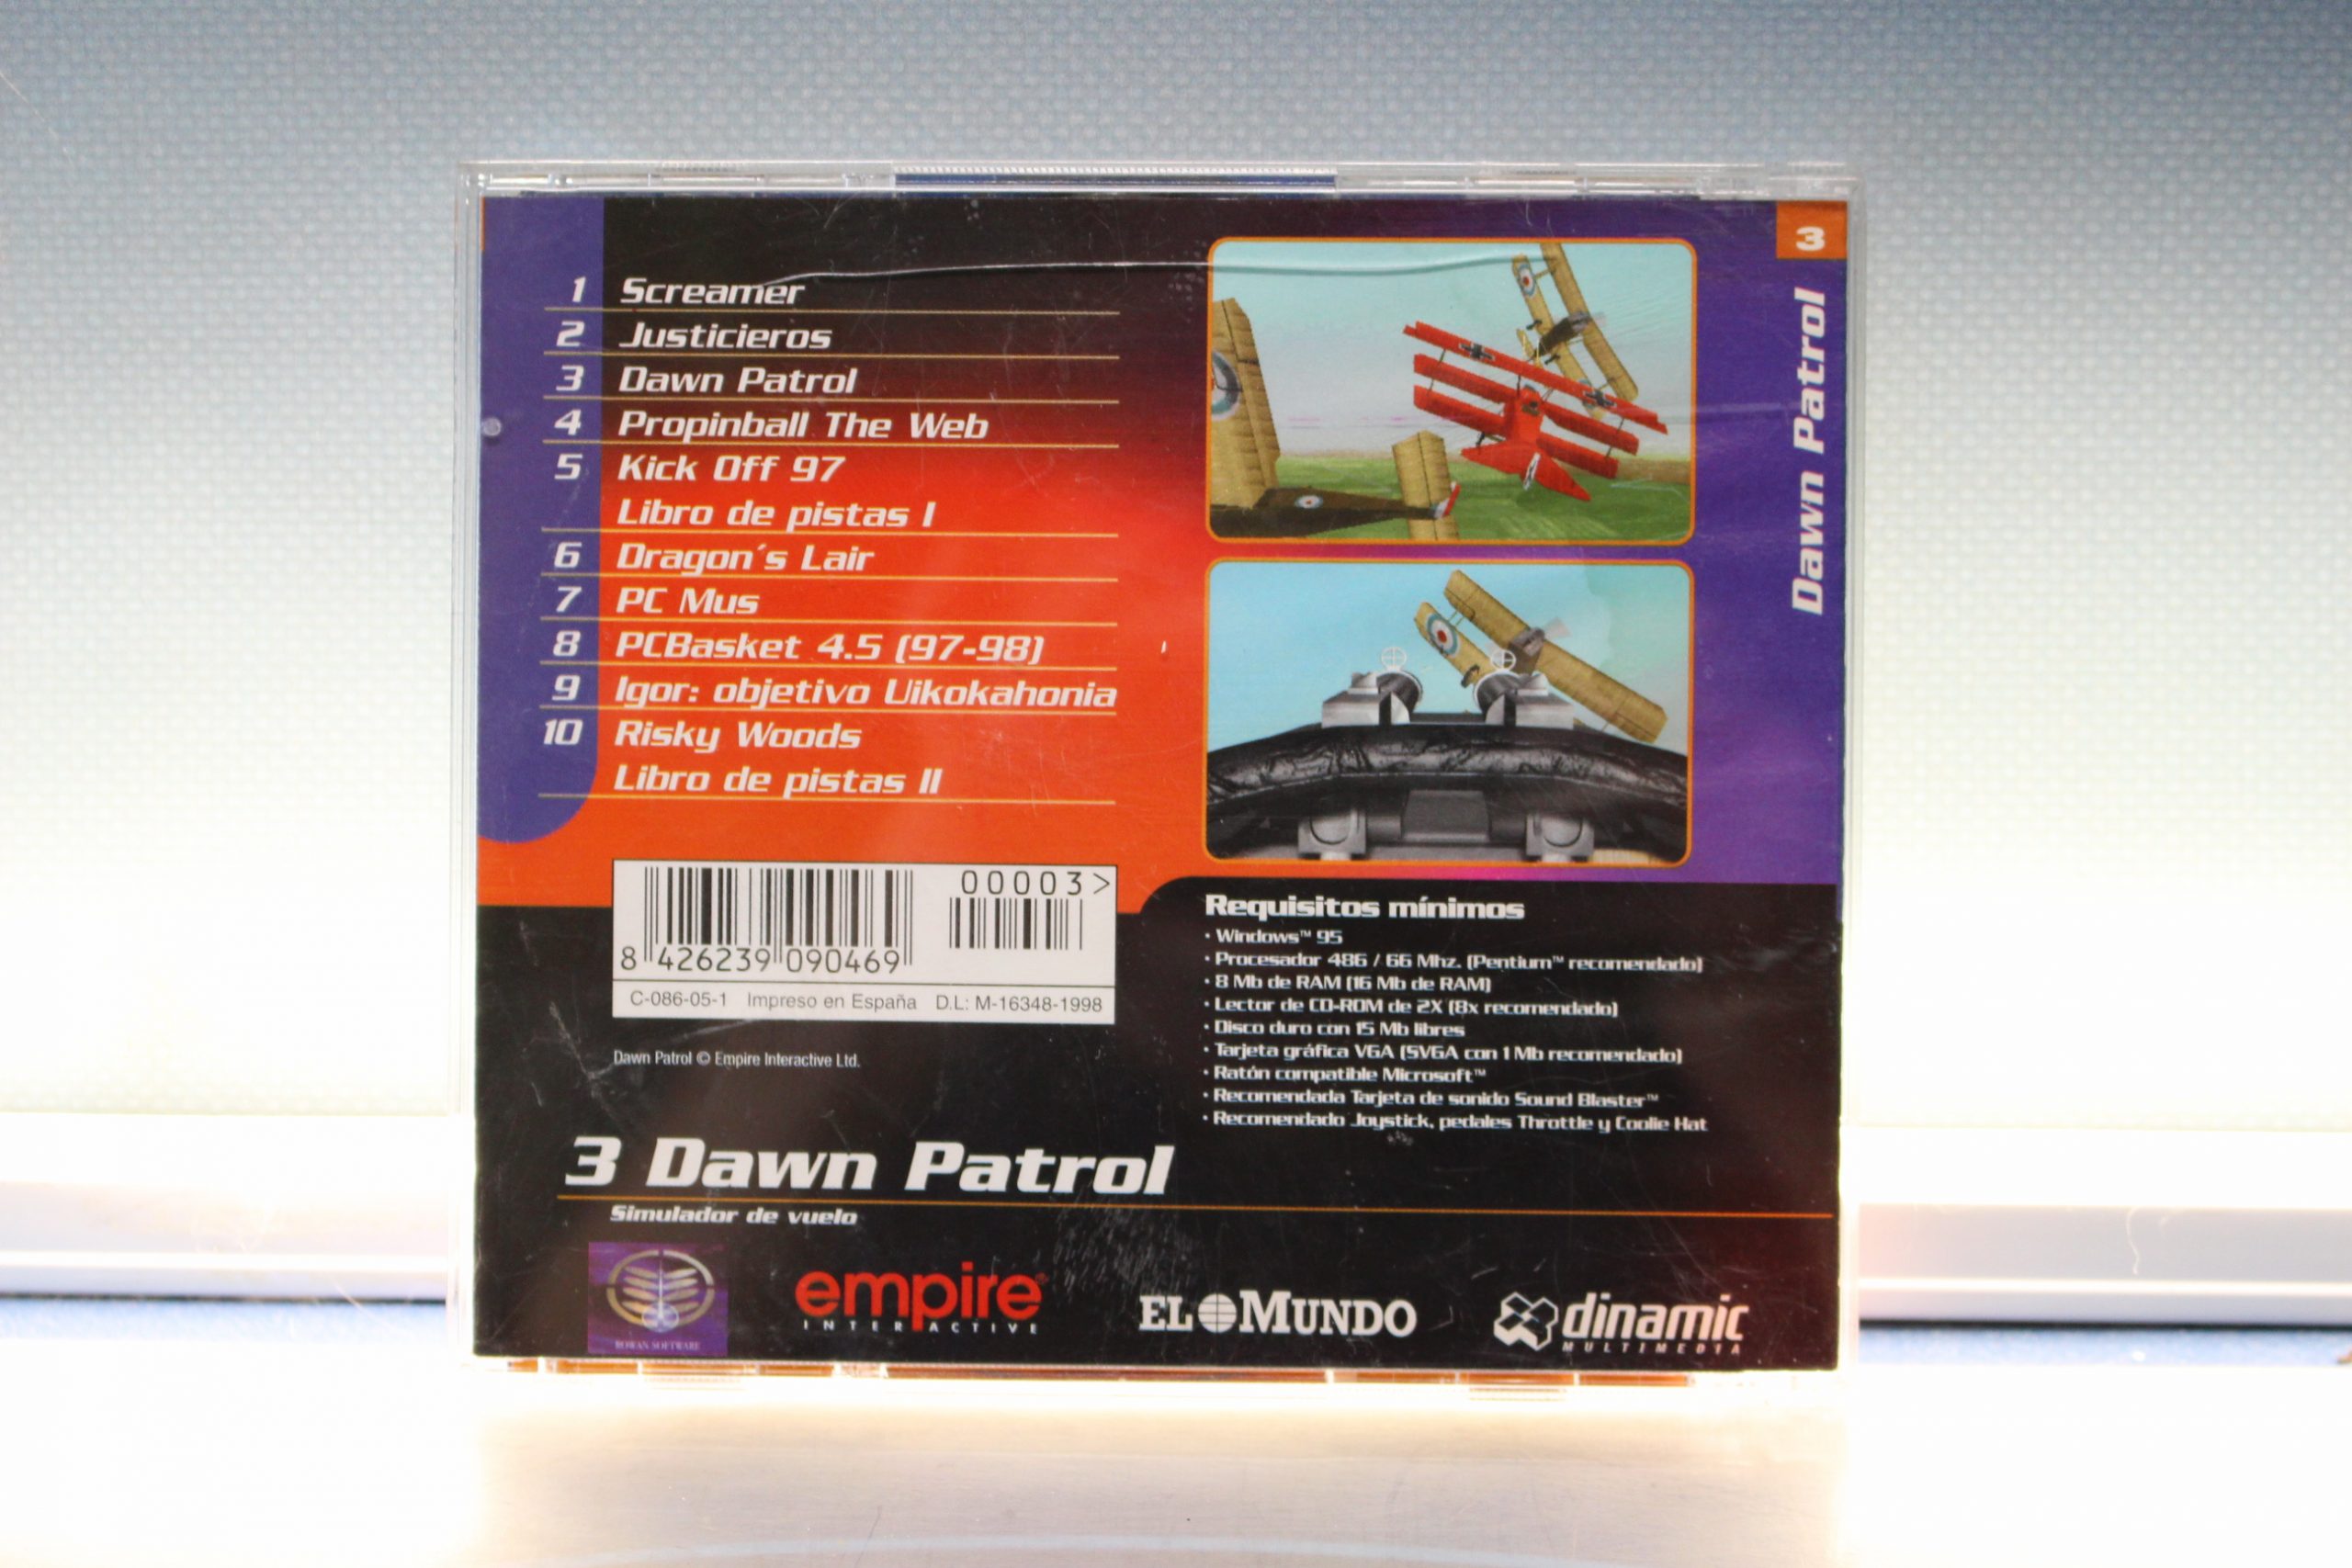 1 Screamer
2 Justicieros
3 Dawn Patrol
4 Propinball The Web
5 Kick Off 97
Libro de pistas I
6 Dragon´s Lair
7 PC Mus
8 PCBasket 4.5 (97-98)
9 Igor: objetivo Uikokahonia
10 Risky Woods
Libro de pistas II
3
Dawn Patrol
00003>
8 426239 090469
C-086-05-1 Impreso en España D.L: M-16348-1998
Dawn Patrol © Empire Interactive Ltd.
Requisitos mínimos
· Windows™ 95
· Procesador 486 / 66 Mhz. (Pentium™ recomendado)
· 8 Mb de RAM (16 Mb de RAM)
· Lector de CD-ROM de 2X (8x recomendado)
· Disco duro con 15 Mb libres
· Tarjeta gráfica VGA (SVGA con 1 Mb recomendado)
· Ratón compatible Microsoft™
· Recomendada Tarjeta de sonido Sound Blaster™
· Recomendado Joystick, pedales Throttle y Coolie Hat
3 Dawn Patrol
Simulador de vuelo
ROWAN SOFTWARE
empire®
INTERACTIVE
EL MUNDO
dinamic
MULTIMEDIA